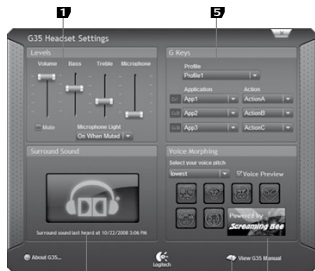 1
5
G35 Headset Settings
Levels
Volume Bass Treble Microphone
Mute
Microphone Light
On When Muted
G Keys
Profile
Profile1
Application Action
App1 ActionA
App2 ActionB
App3 ActionC
Surround Sound
Surround sound last heard at 10/22/2008 3:06 PM
Voice Morphing
Select your voice pitch
lowest Voice Preview
Powered by
Screaming Bee
About G35...
Logitech
View G35 Manual